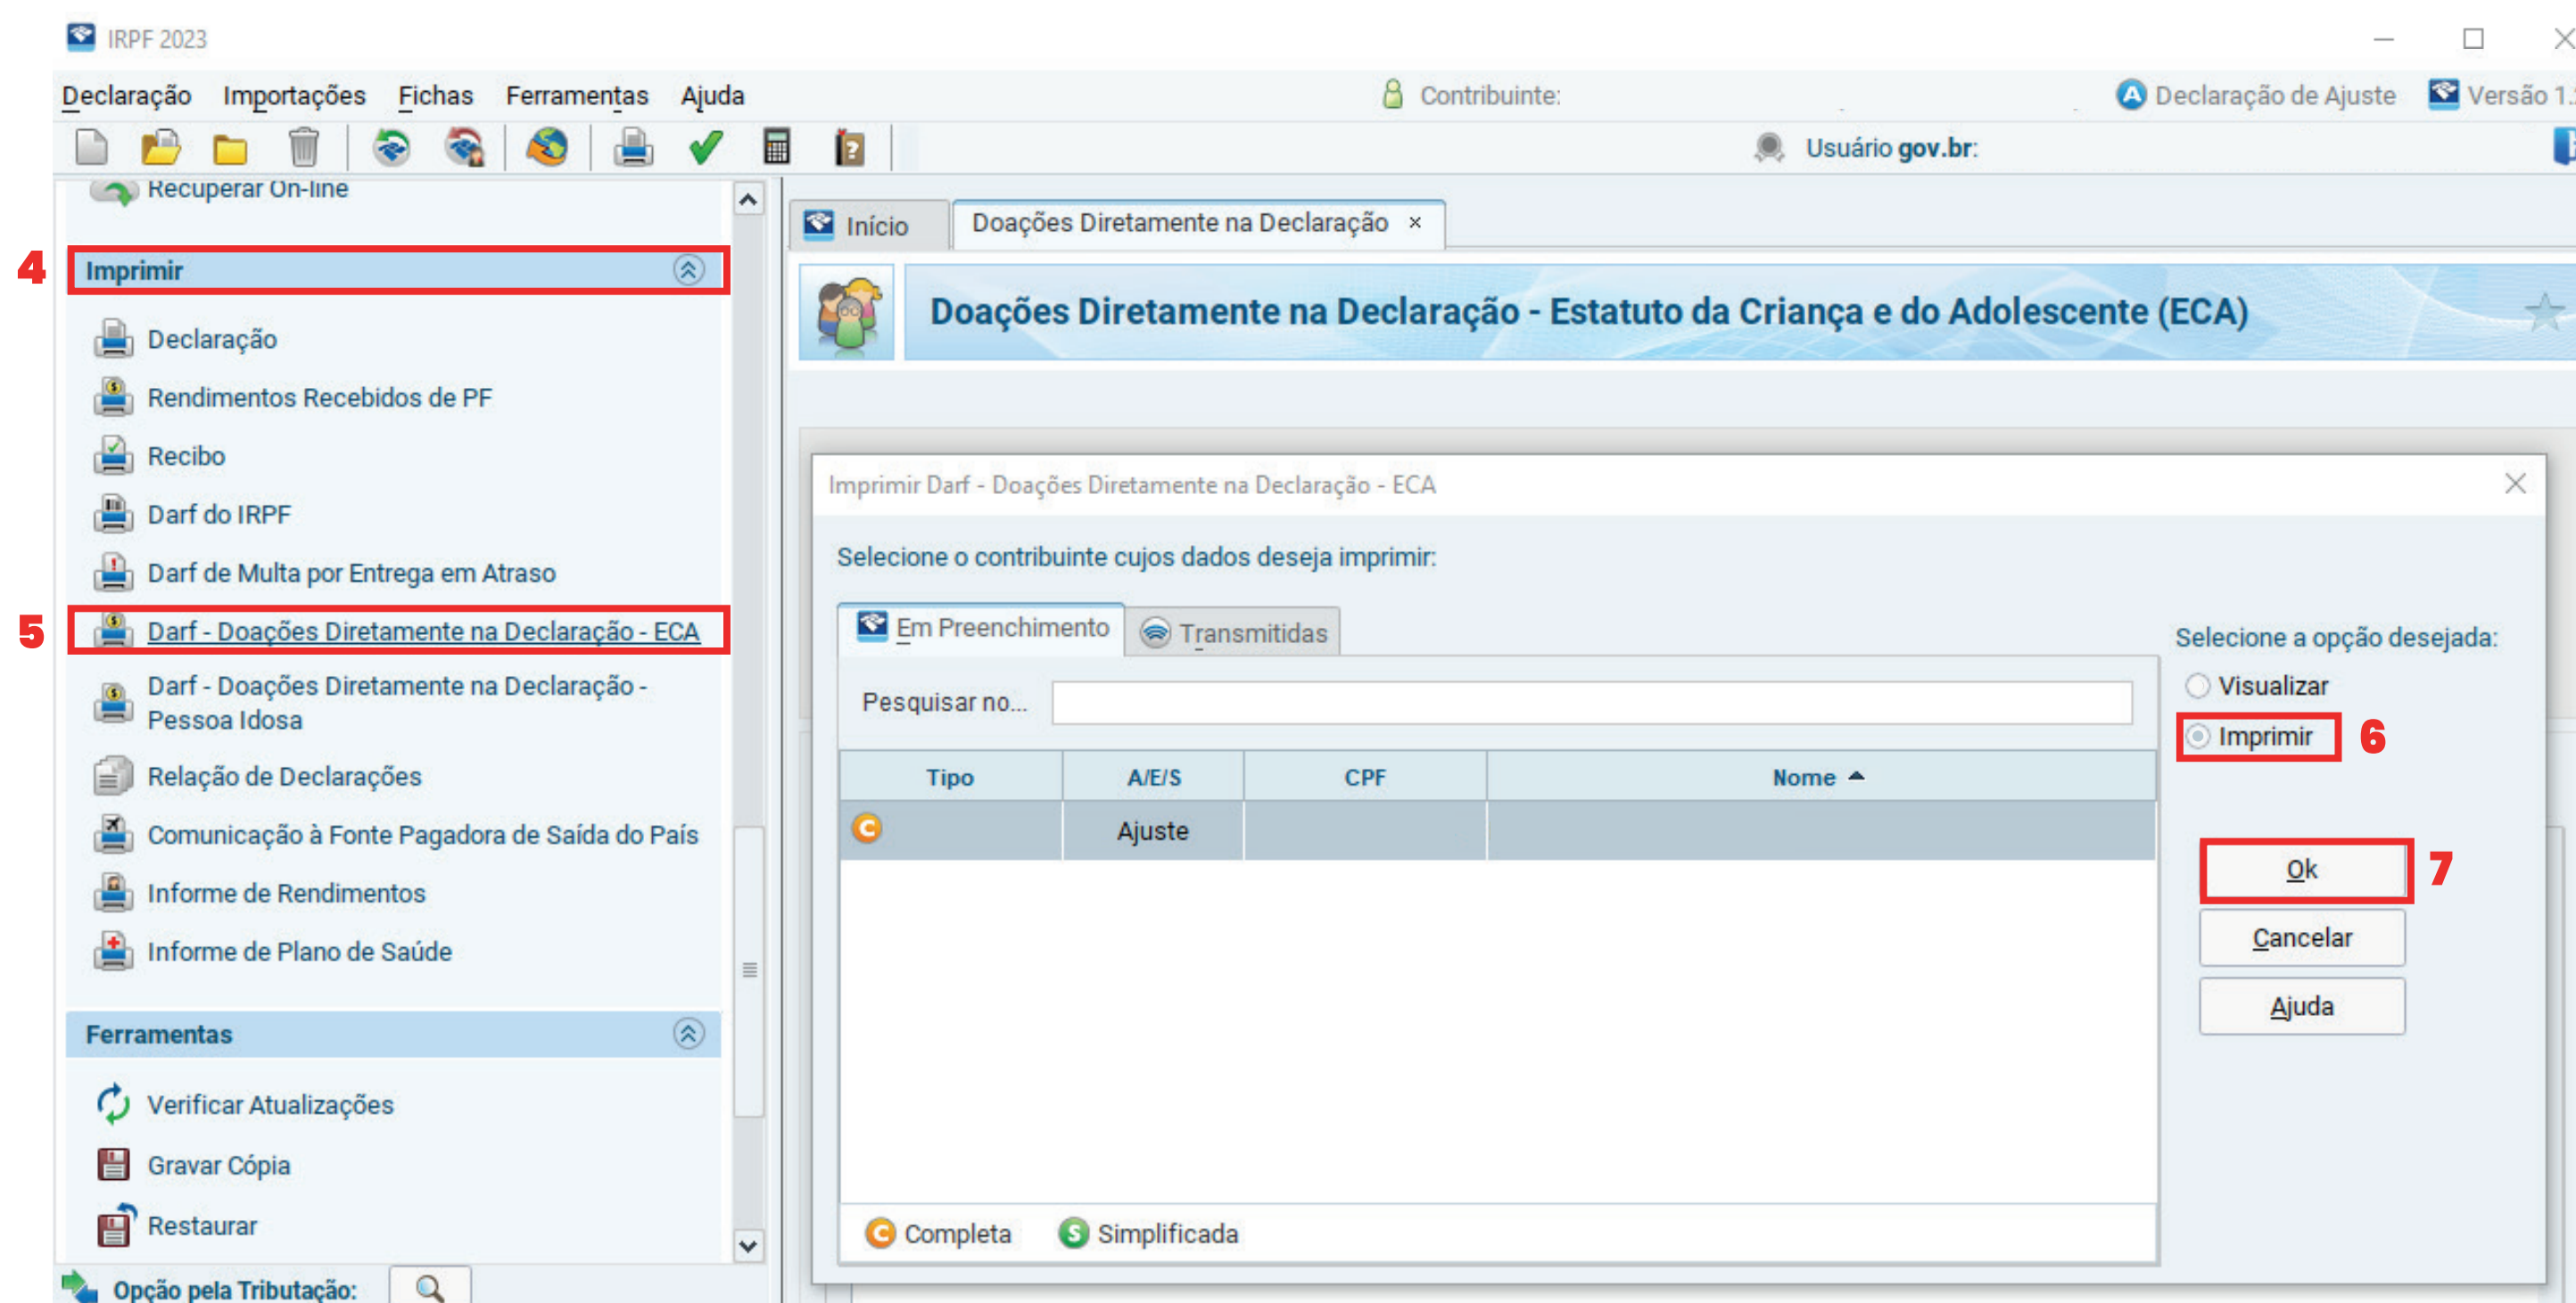 IRPF 2023
Declaração Importações Fichas Ferramentas Ajuda
Contribuinte:
Declaração de Ajuste
Versão 1.
Usuário gov.br:
Recuperar On-line
4
Imprimir
Declaração
Rendimentos Recebidos de PF
Recibo
Darf do IRPF
Darf de Multa por Entrega em Atraso
5
Darf - Doações Diretamente na Declaração - ECA
Darf - Doações Diretamente na Declaração -
Pessoa Idosa
Relação de Declarações
Comunicação à Fonte Pagadora de Saída do País
Informe de Rendimentos
Informe de Plano de Saúde
Ferramentas
Verificar Atualizações
Gravar Cópia
Restaurar
Opção pela Tributação:
Início
Doações Diretamente na Declaração ×
Doações Diretamente na Declaração - Estatuto da Criança e do Adolescente (ECA)
Imprimir Darf - Doações Diretamente na Declaração - ECA
Selecione o contribuinte cujos dados deseja imprimir:
Em Preenchimento
Transmitidas
Pesquisar no...
Tipo A/E/S CPF Nome
C Ajuste
C Completa S Simplificada
Selecione a opção desejada:
Visualizar
Imprimir 6
Ok 7
Cancelar
Ajuda